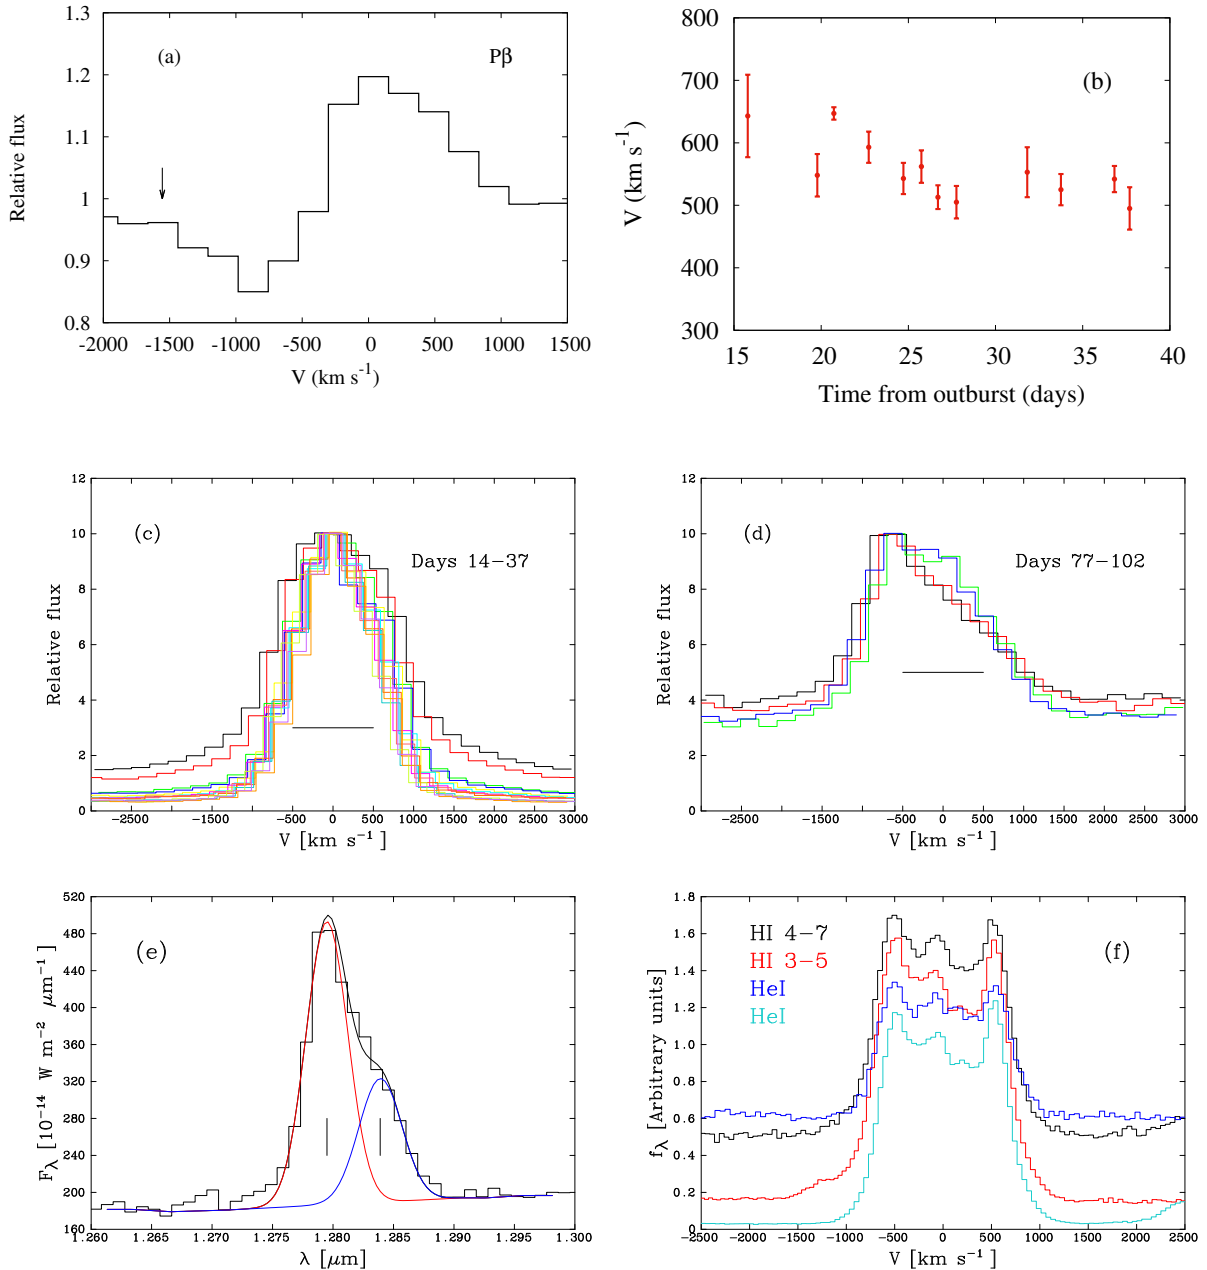 (a)
Pβ
1.3
1.2
1.1
1
0.9
0.8
Relative flux
-2000 -1500 -1000 -500 0 500 1000 1500
V (km s-1)
(b)
800
700
600
500
400
300
V (km s-1)
15 20 25 30 35 40
Time from outburst (days)
(c)
Days 14−37
12
10
8
6
4
2
0
Relative flux
−2500 −2000 −1500 −1000 −500 0 500 1000 1500 2000 2500 3000
V [km s−1]
(d)
Days 77−102
12
10
8
6
4
2
0
Relative flux
−2500 −2000 −1500 −1000 −500 0 500 1000 1500 2000 2500 3000
V [km s−1]
(e)
520
480
440
400
360
320
280
240
200
160
Fλ [10−14 W m−2 μm−1]
1.260 1.265 1.270 1.275 1.280 1.285 1.290 1.295 1.300
λ [μm]
HI 4−7
HI 3−5
HeI
HeI
(f)
1.8
1.6
1.4
1.2
1.0
0.8
0.6
0.4
0.2
0
fλ [Arbitrary units]
−2500 −2000 −1500 −1000 −500 0 500 1000 1500 2000 2500
V [km s−1]